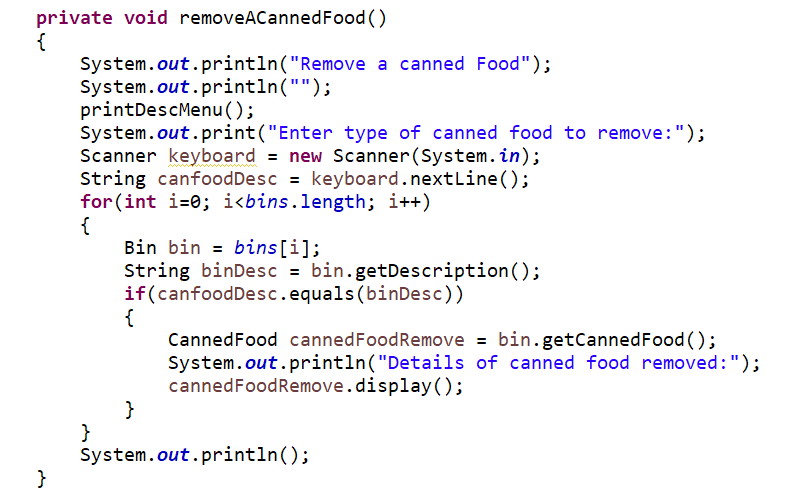 private void removeACannedFood()
{
    System.out.println("Remove a canned Food");
    System.out.println("");
    printDescMenu();
    System.out.print("Enter type of canned food to remove:");
    Scanner keyboard = new Scanner(System.in);
    String canfoodDesc = keyboard.nextLine();
    for(int i=0; i<bins.length; i++)
    {
        Bin bin = bins[i];
        String binDesc = bin.getDescription();
        if(canfoodDesc.equals(binDesc))
        {
            CannedFood cannedFoodRemove = bin.getCannedFood();
            System.out.println("Details of canned food removed:");
            cannedFoodRemove.display();
        }
    }
    System.out.println();
}